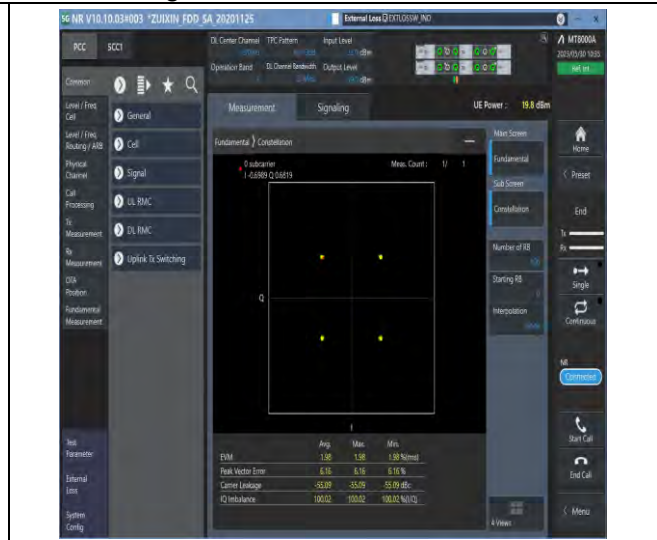 5G NR V10.10.03#003 *ZUIXIN_FDD_SA_20201125
External Loss
PCC
SCC1
DL Center Channel
TPC Pattern
Input Level
dBm
Operation Band
DL Channel Bandwidth
Output Level
dBm
MT8000A
Common
Level / Freq.
Cell
Level / Freq.
Routing / ARB
Physical
Channel
Call
Processing
Tx
Measurement
Rx
Measurement
OTA
Position
Fundamental
Measurement
Test
Parameter
External
Loss
System
Config
General
Cell
Signal
UL RMC
DL RMC
Uplink Tx Switching
Measurement
Signaling
UE Power :
19.8 dBm
Fundamental
Constellation
0 subcarrier
Meas. Count :
1/
1
I -0.6989 Q 0.6819
Q
I
Avg.
Max.
Min.
EVM
1.98
1.98
1.98 %(rms)
Peak Vector Error
6.16
6.16
6.16 %
Carrier Leakage
-55.09
-55.09
-55.09 dBc
IQ Imbalance
100.02
100.02
100.02 %(I/Q)
Main Screen
Fundamental
Sub Screen
Constellation
Number of RB
Starting RB
Interpolation
4 Views
Home
Preset
End
Tx
Rx
Single
Continuous
NR
Connected
Start Call
End Call
Menu